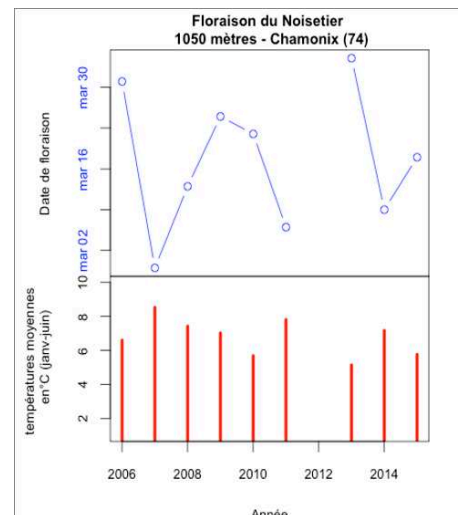 Floraison du Noisetier
1050 mètres - Chamonix (74)
Date de floraison
mar 30
mar 16
mar 02
températures moyennes
en°C (janv-juin)
10
8
6
4
2
2006
2008
2010
2012
2014
Année